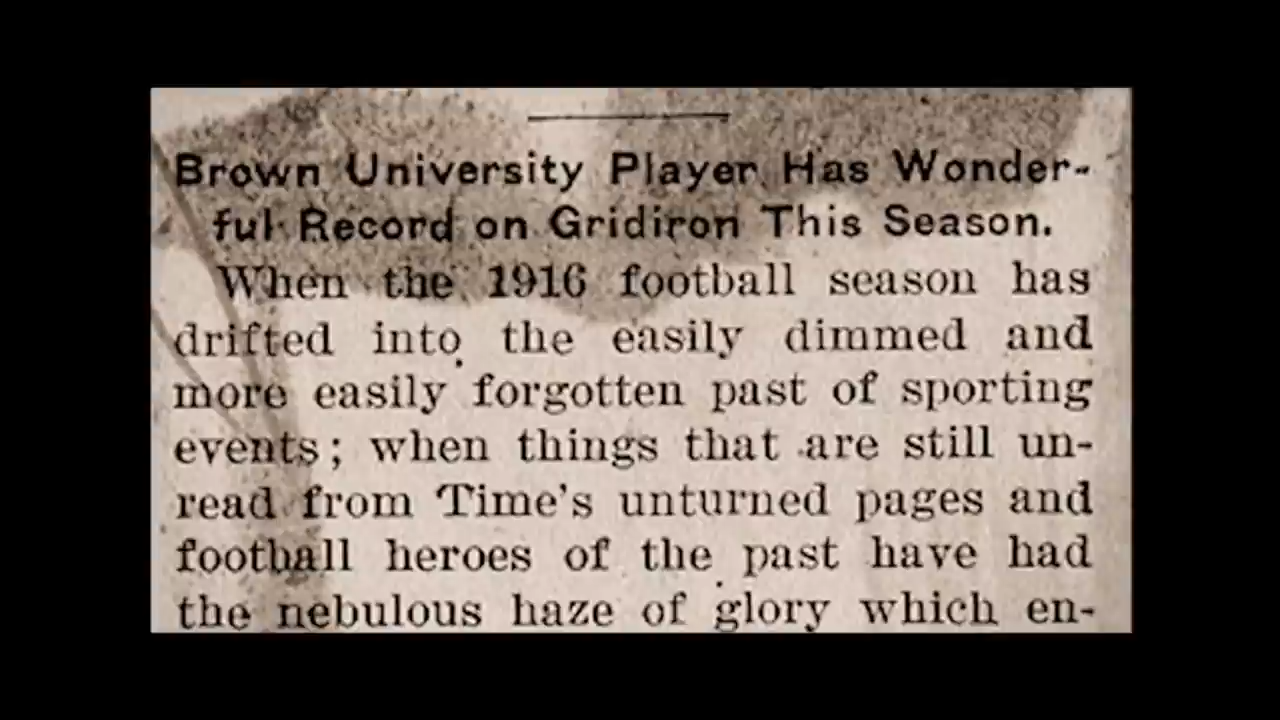 Brown University Player Has Wonder-
ful Record on Gridiron This Season.
When the 1916 football season has
drifted into the easily dimmed and
more easily forgotten past of sporting
events; when things that are still un-
read from Time's unturned pages and
football heroes of the past have had
the nebulous haze of glory which en-